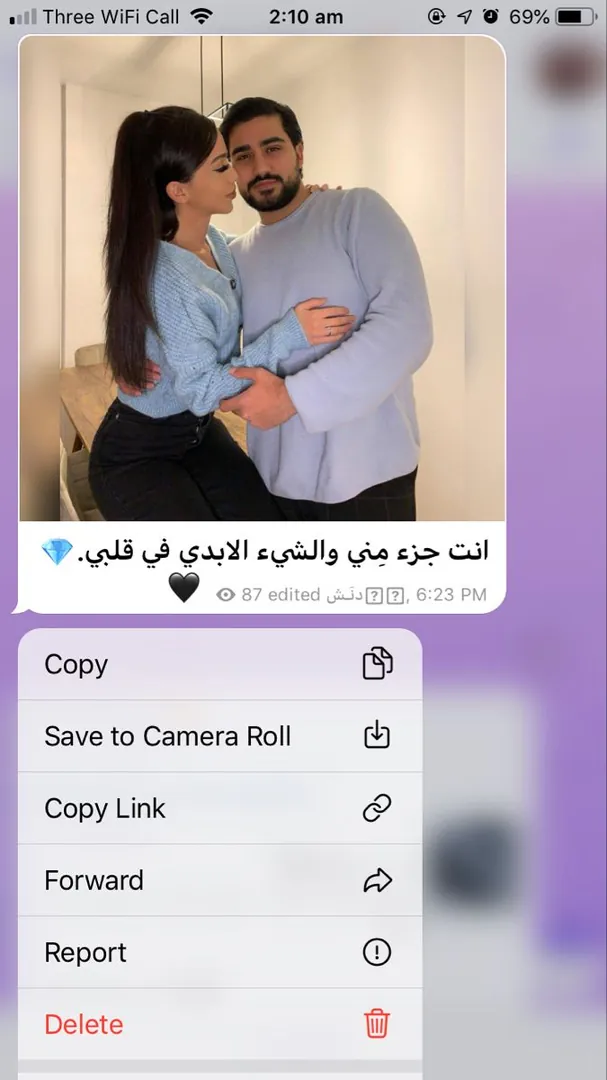 Three WiFi Call 2:10 am 69%
انت جزء مِني والشيء الابدي في قلبي. 💎
🖤 87 edited دنَش, 6:23 PM
Copy
Save to Camera Roll
Copy Link
Forward
Report
Delete